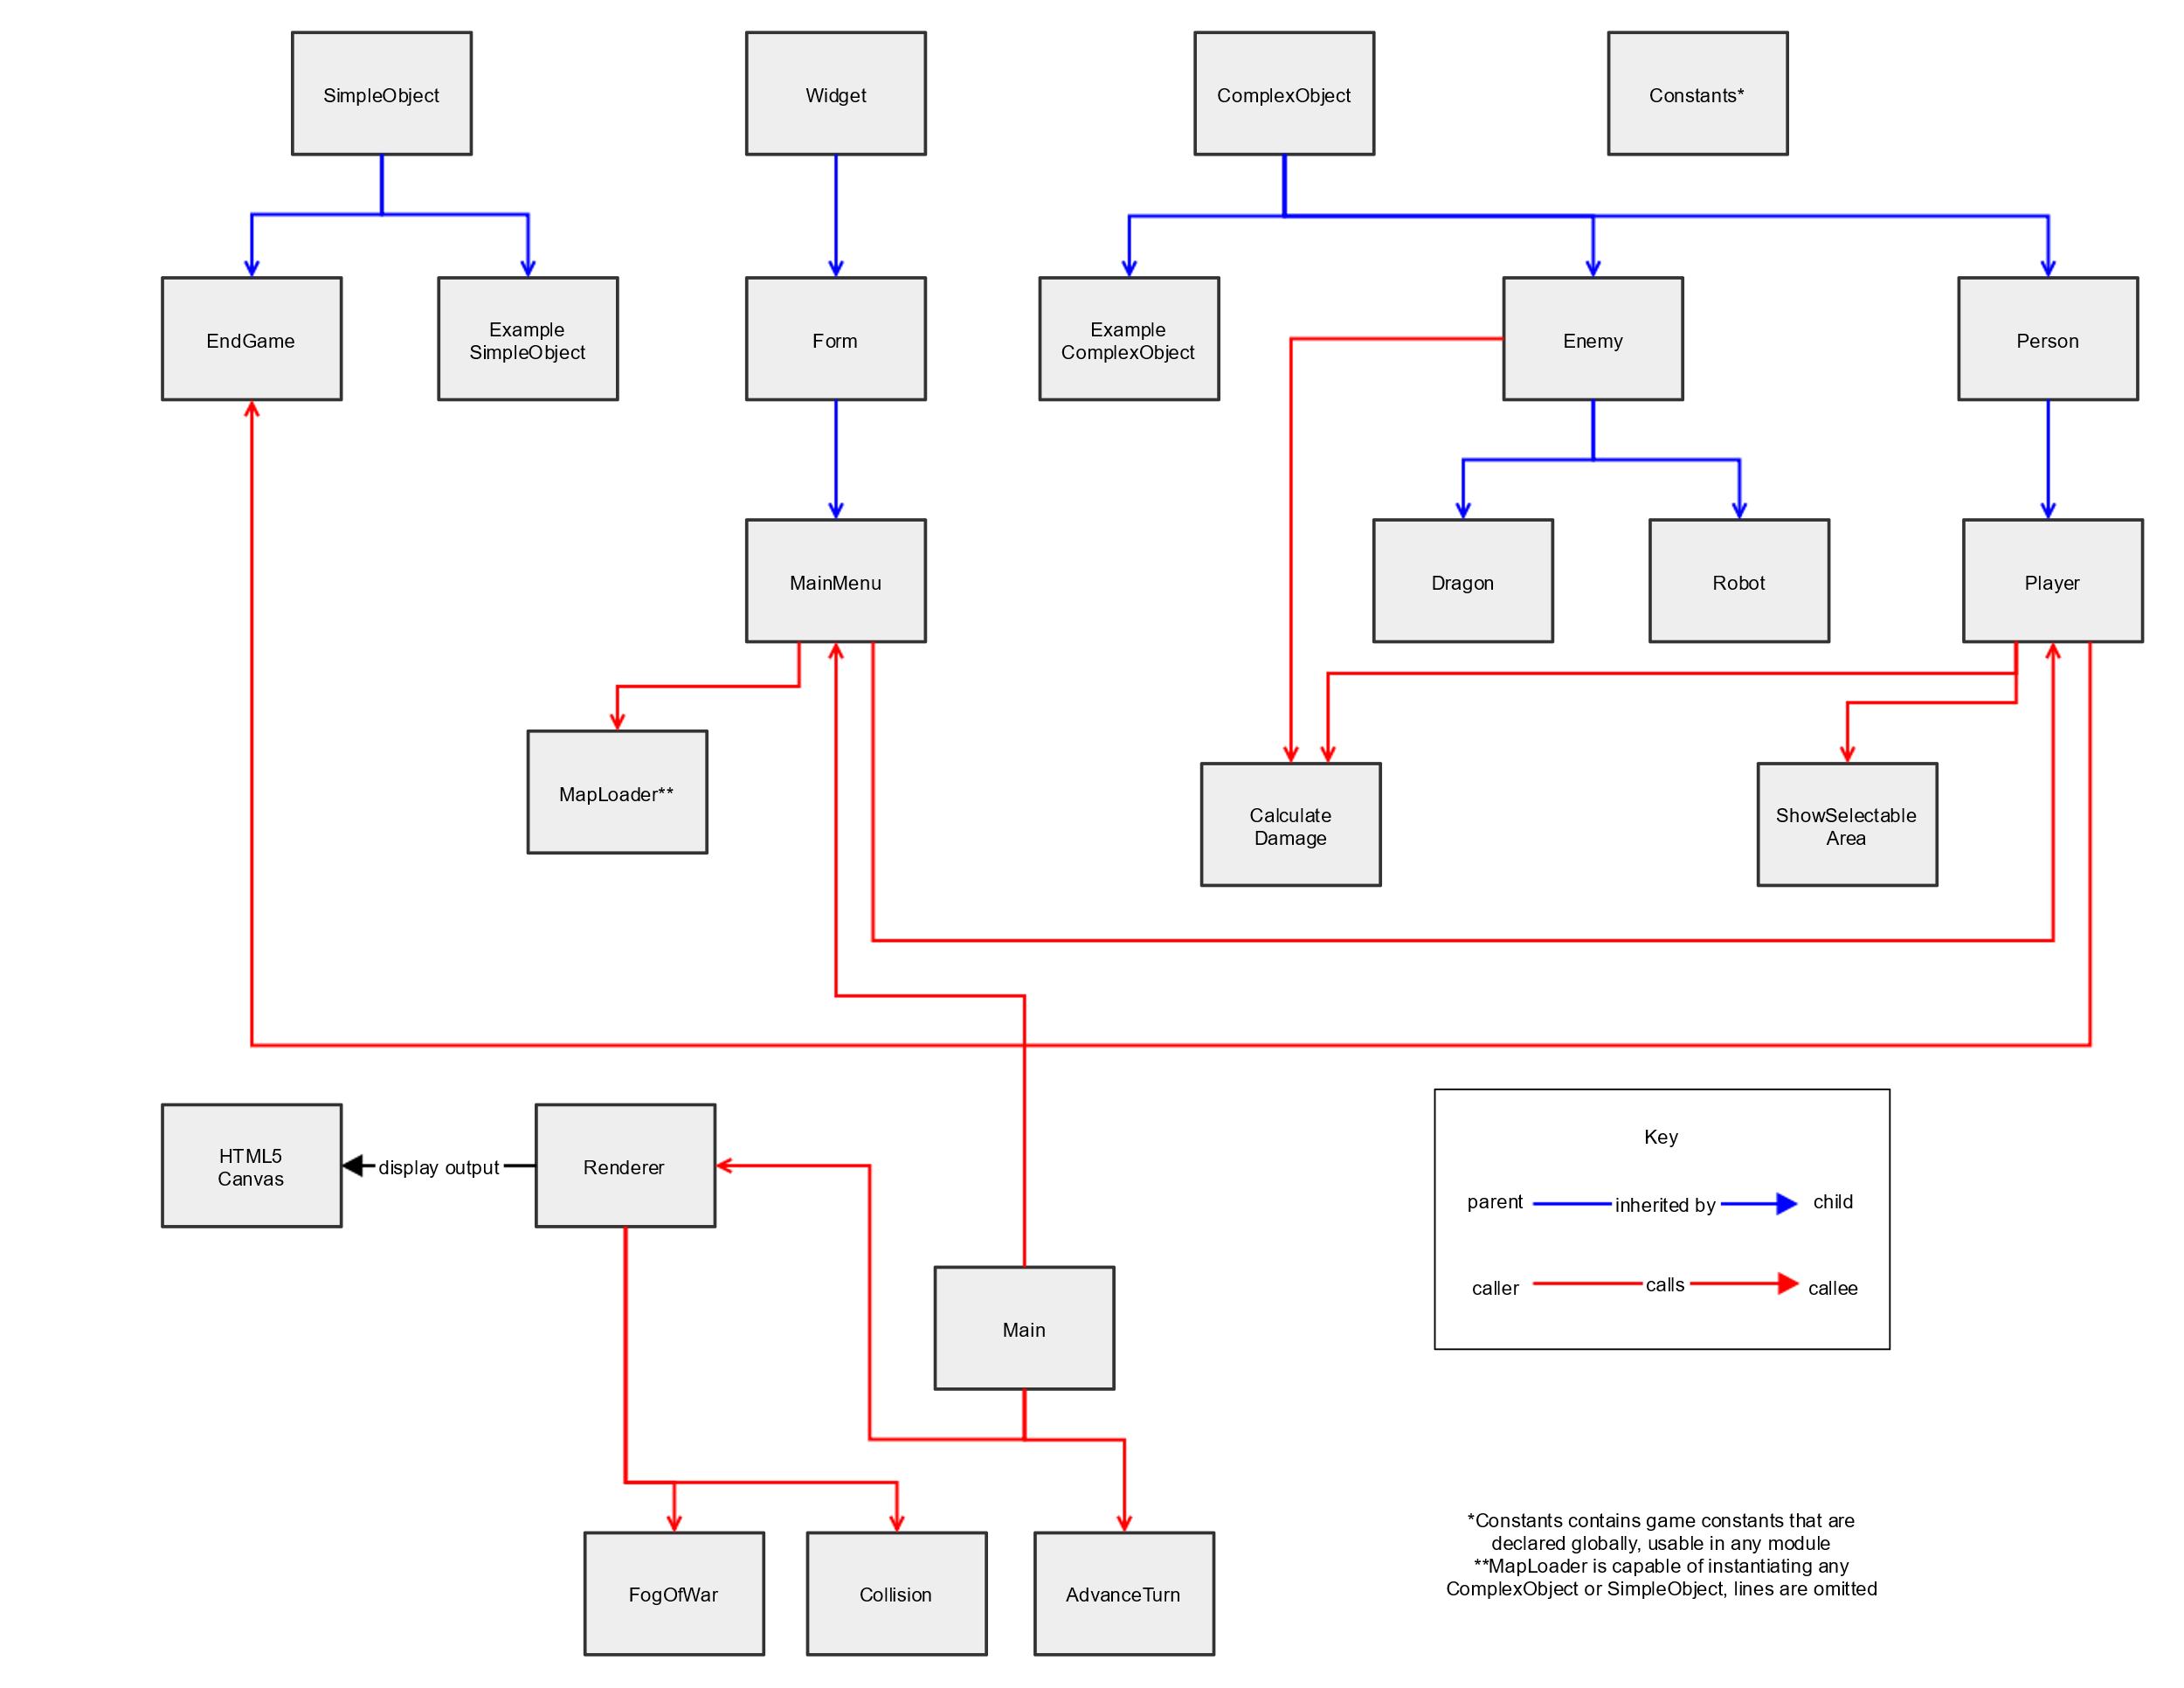 SimpleObject
Widget
ComplexObject
Constants*
EndGame
Example
SimpleObject
Form
Example
ComplexObject
Enemy
Person
MainMenu
Dragon
Robot
Player
MapLoader**
Calculate
Damage
ShowSelectable
Area
HTML5
Canvas
display output
Renderer
Key
parent
inherited by
child
caller
calls
callee
Main
*Constants contains game constants that are
declared globally, usable in any module
**MapLoader is capable of instantiating any
ComplexObject or SimpleObject, lines are omitted
FogOfWar
Collision
AdvanceTurn